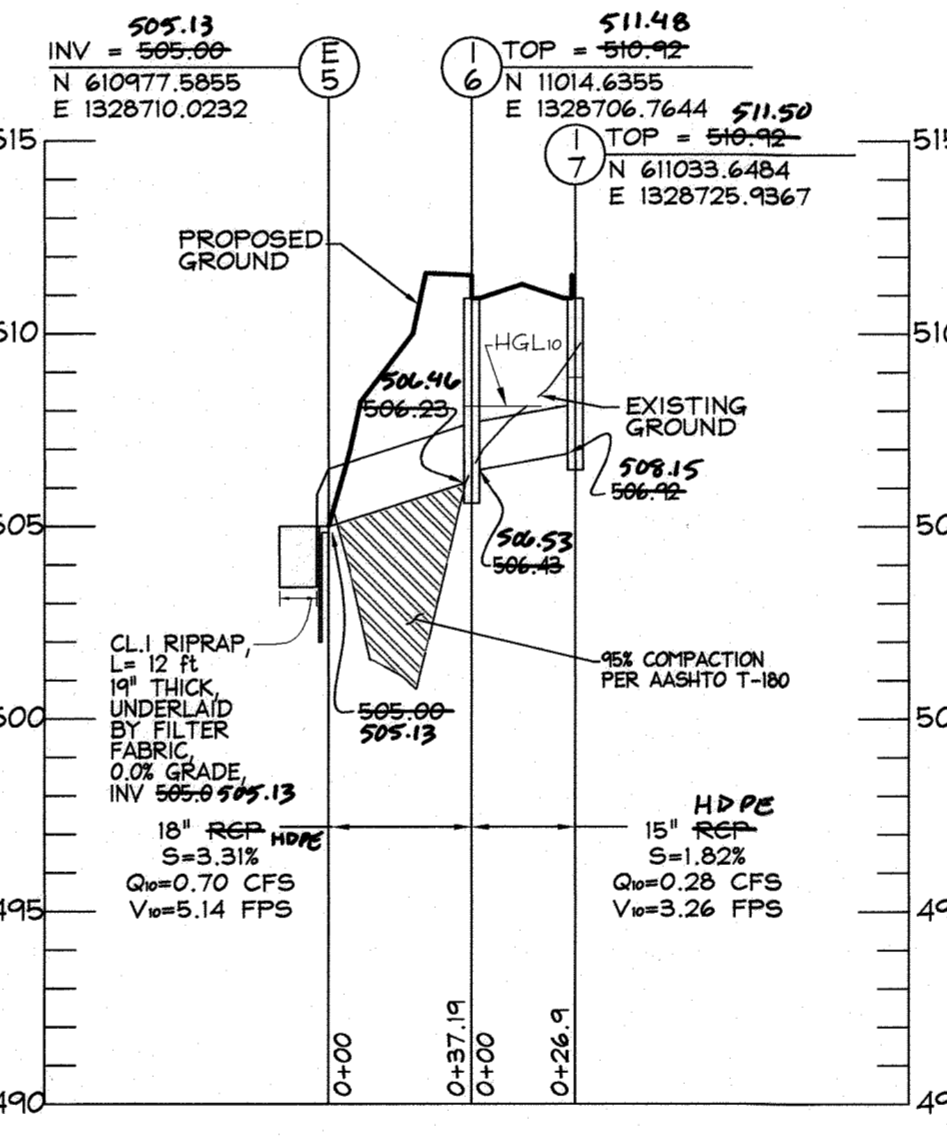 505.13
INV = 505.00
N 610977.5855
E 1328710.0232
E
5
I
6
511.48
TOP = 510.92
N 11014.6355
E 1328706.7644
511.50
I
7
TOP = 510.92
N 611033.6484
E 1328725.9367
515
515
PROPOSED
GROUND
510
510
HGL10
506.46
506.23
EXISTING
GROUND
508.15
506.92
505
505
506.53
506.43
CL.I RIPRAP,
L= 12 ft
19" THICK,
UNDERLAID
BY FILTER
FABRIC,
0.0% GRADE,
INV 505.0 505.13
95% COMPACTION
PER AASHTO T-180
500
500
505.00
505.13
18" RCP HDPE
S=3.31%
Q10=0.70 CFS
V10=5.14 FPS
HDPE
15" RCP
S=1.82%
Q10=0.28 CFS
V10=3.26 FPS
495
49
0+00
0+37.19
0+00
0+26.9
490
49